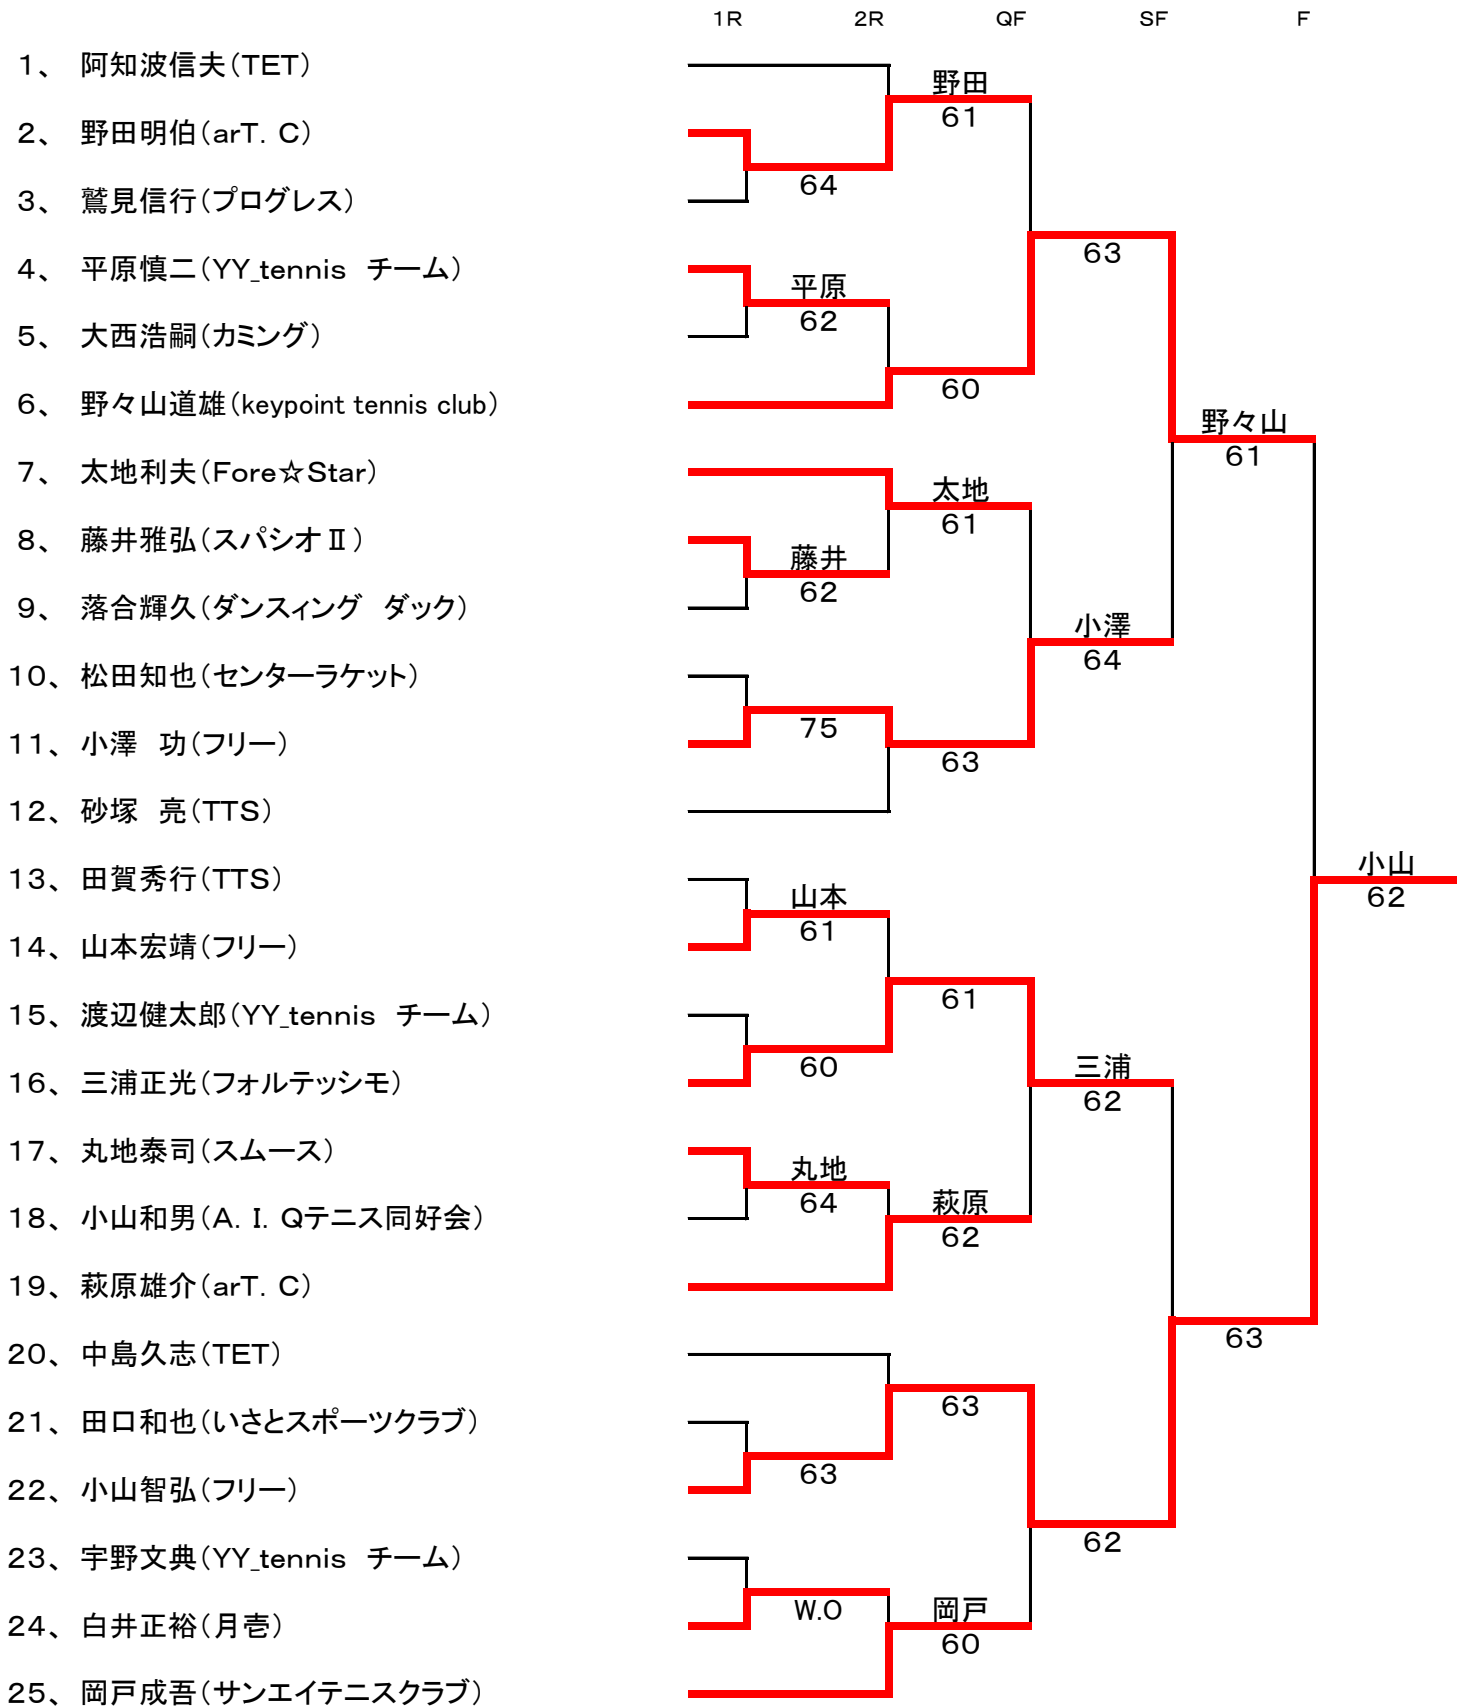 1R 2R QF SF F
1、 阿知波信夫（TET）
野田
61
2、 野田明伯（arT. C）
64
3、 鷲見信行（プログレス）
63
4、 平原慎二（YY_tennis チーム）
平原
62
5、 大西浩嗣（カミング）
60
6、 野々山道雄（keypoint tennis club）
野々山
61
7、 太地利夫（Fore☆Star）
太地
61
8、 藤井雅弘（スパシオⅡ）
藤井
62
9、 落合輝久（ダンスィング ダック）
小澤
64
10、 松田知也（センターラケット）
75
11、 小澤 功（フリー）
63
12、 砂塚 亮（TTS）
小山
62
13、 田賀秀行（TTS）
山本
61
14、 山本宏靖（フリー）
61
15、 渡辺健太郎（YY_tennis チーム）
60
三浦
62
16、 三浦正光（フォルテッシモ）
17、 丸地泰司（スムース）
丸地
64
萩原
62
18、 小山和男（A. I. Qテニス同好会）
19、 萩原雄介（arT. C）
63
20、 中島久志（TET）
63
21、 田口和也（いさとスポーツクラブ）
63
22、 小山智弘（フリー）
62
23、 宇野文典（YY_tennis チーム）
W.O
岡戸
60
24、 白井正裕（月壱）
25、 岡戸成吾（サンエイテニスクラブ）